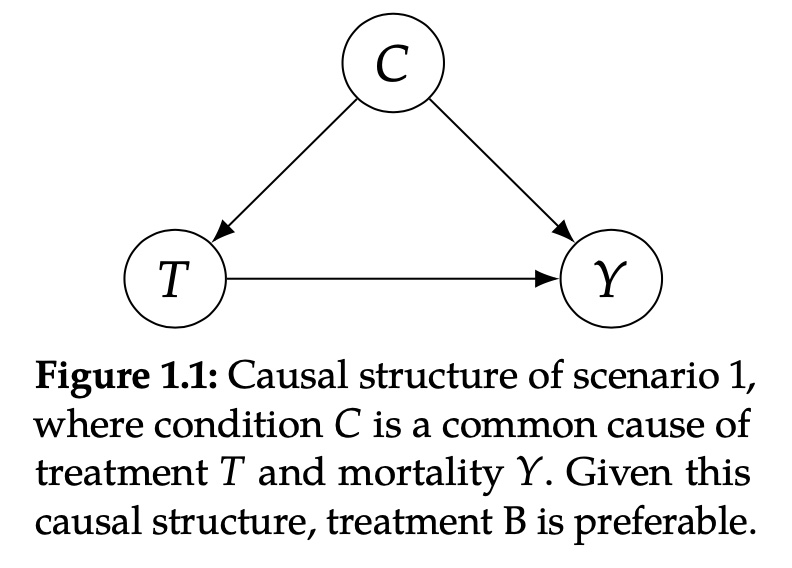 C
T
Y
Figure 1.1: Causal structure of scenario 1,
where condition C is a common cause of
treatment T and mortality Y. Given this
causal structure, treatment B is preferable.